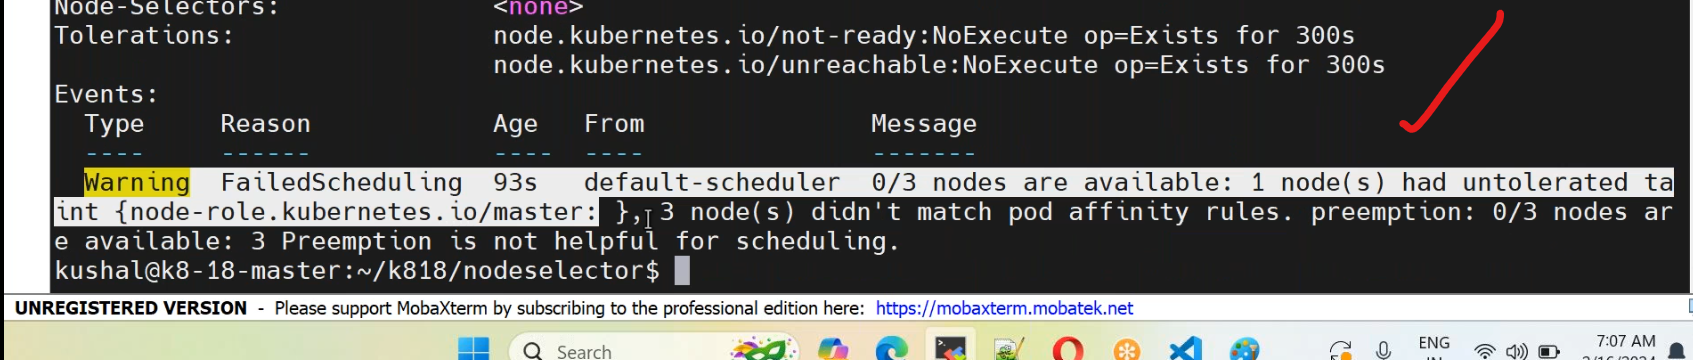 Node-Selectors: <none>
Tolerations: node.kubernetes.io/not-ready:NoExecute op=Exists for 300s
node.kubernetes.io/unreachable:NoExecute op=Exists for 300s
Events:
Type Reason Age From Message
---- ------ ---- ---- -------
Warning FailedScheduling 93s default-scheduler 0/3 nodes are available: 1 node(s) had untolerated ta
int {node-role.kubernetes.io/master: }, 3 node(s) didn't match pod affinity rules. preemption: 0/3 nodes ar
e available: 3 Preemption is not helpful for scheduling.
kushal@k8-18-master:~/k818/nodeselector$
UNREGISTERED VERSION - Please support MobaXterm by subscribing to the professional edition here: https://mobaxterm.mobatek.net
Search
ENG
7:07 AM